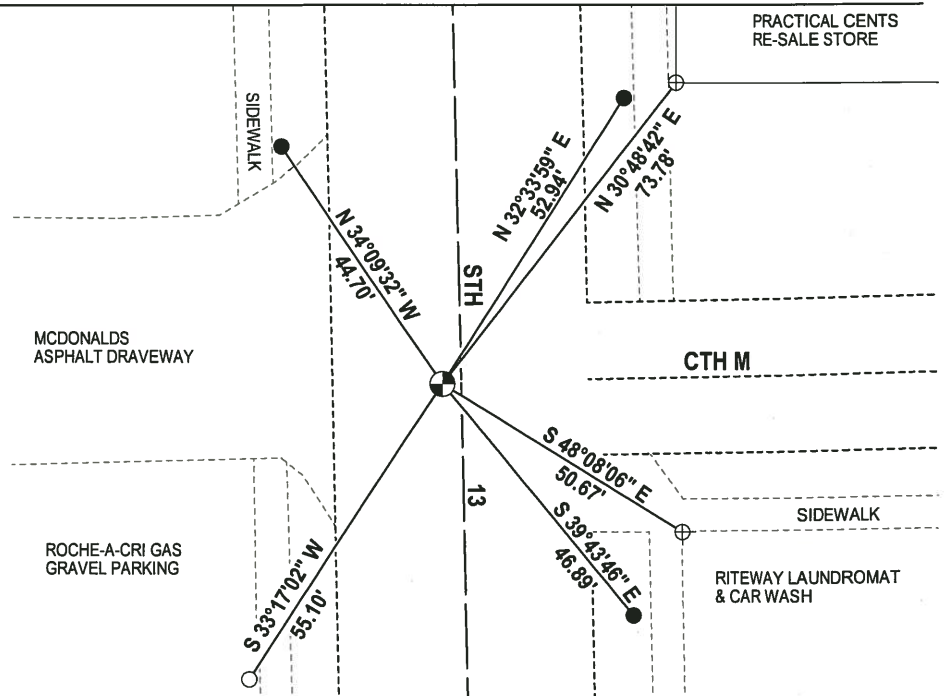 PRACTICAL CENTS
RE-SALE STORE
SIDEWALK
N 32°33'59" E
52.94'
N 30°48'42" E
73.78'
N 34°09'32" W
44.70'
STH
MCDONALDS
ASPHALT DRAVEWAY
CTH M
S 48°08'06" E
50.67'
13
SIDEWALK
S 39°43'46" E
46.89'
ROCHE-A-CRI GAS
GRAVEL PARKING
S 33°17'02" W
55.10'
RITEWAY LAUNDROMAT
& CAR WASH